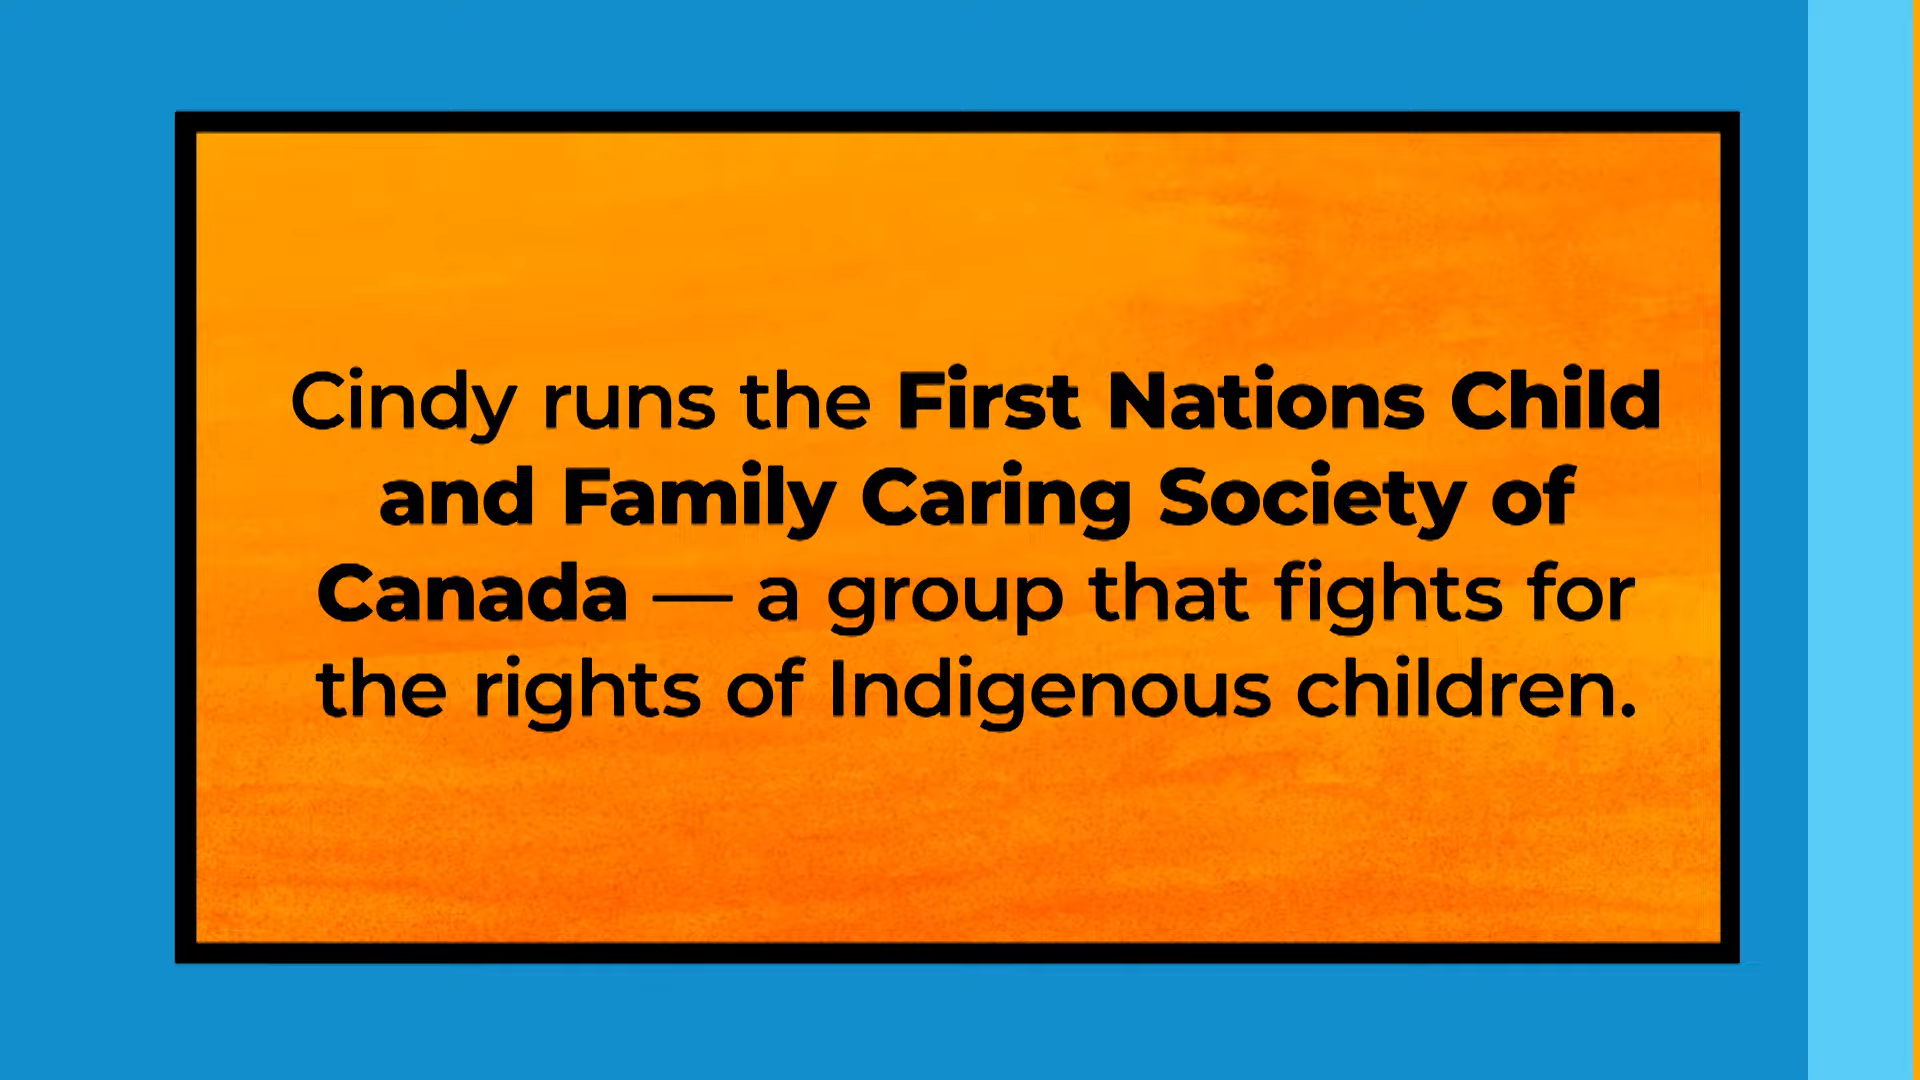 Cindy runs the First Nations Child
and Family Caring Society of
Canada — a group that fights for
the rights of Indigenous children.